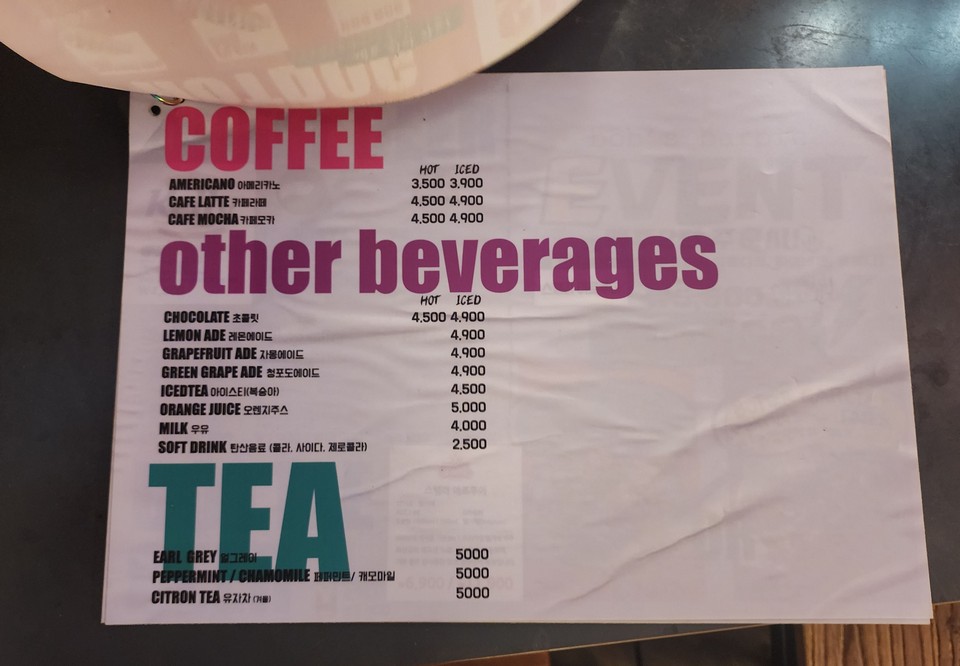 COFFEE
HOT ICED
AMERICANO 아메리카노 3,500 3,900
CAFE LATTE 카페라떼 4,500 4,900
CAFE MOCHA 카페모카 4,500 4,900
other beverages
HOT ICED
CHOCOLATE 초콜릿 4,500 4,900
LEMON ADE 레몬에이드 4,900
GRAPEFRUIT ADE 자몽에이드 4,900
GREEN GRAPE ADE 청포도에이드 4,900
ICEDTEA 아이스티(복숭아) 4,500
ORANGE JUICE 오렌지주스 5,000
MILK 우유 4,000
SOFT DRINK 탄산음료 (콜라, 사이다, 제로콜라) 2,500
TEA
EARL GREY 얼그레이 5000
PEPPERMINT / CHAMOMILE 페퍼민트/ 캐모마일 5000
CITRON TEA 유자차 (겨울) 5000